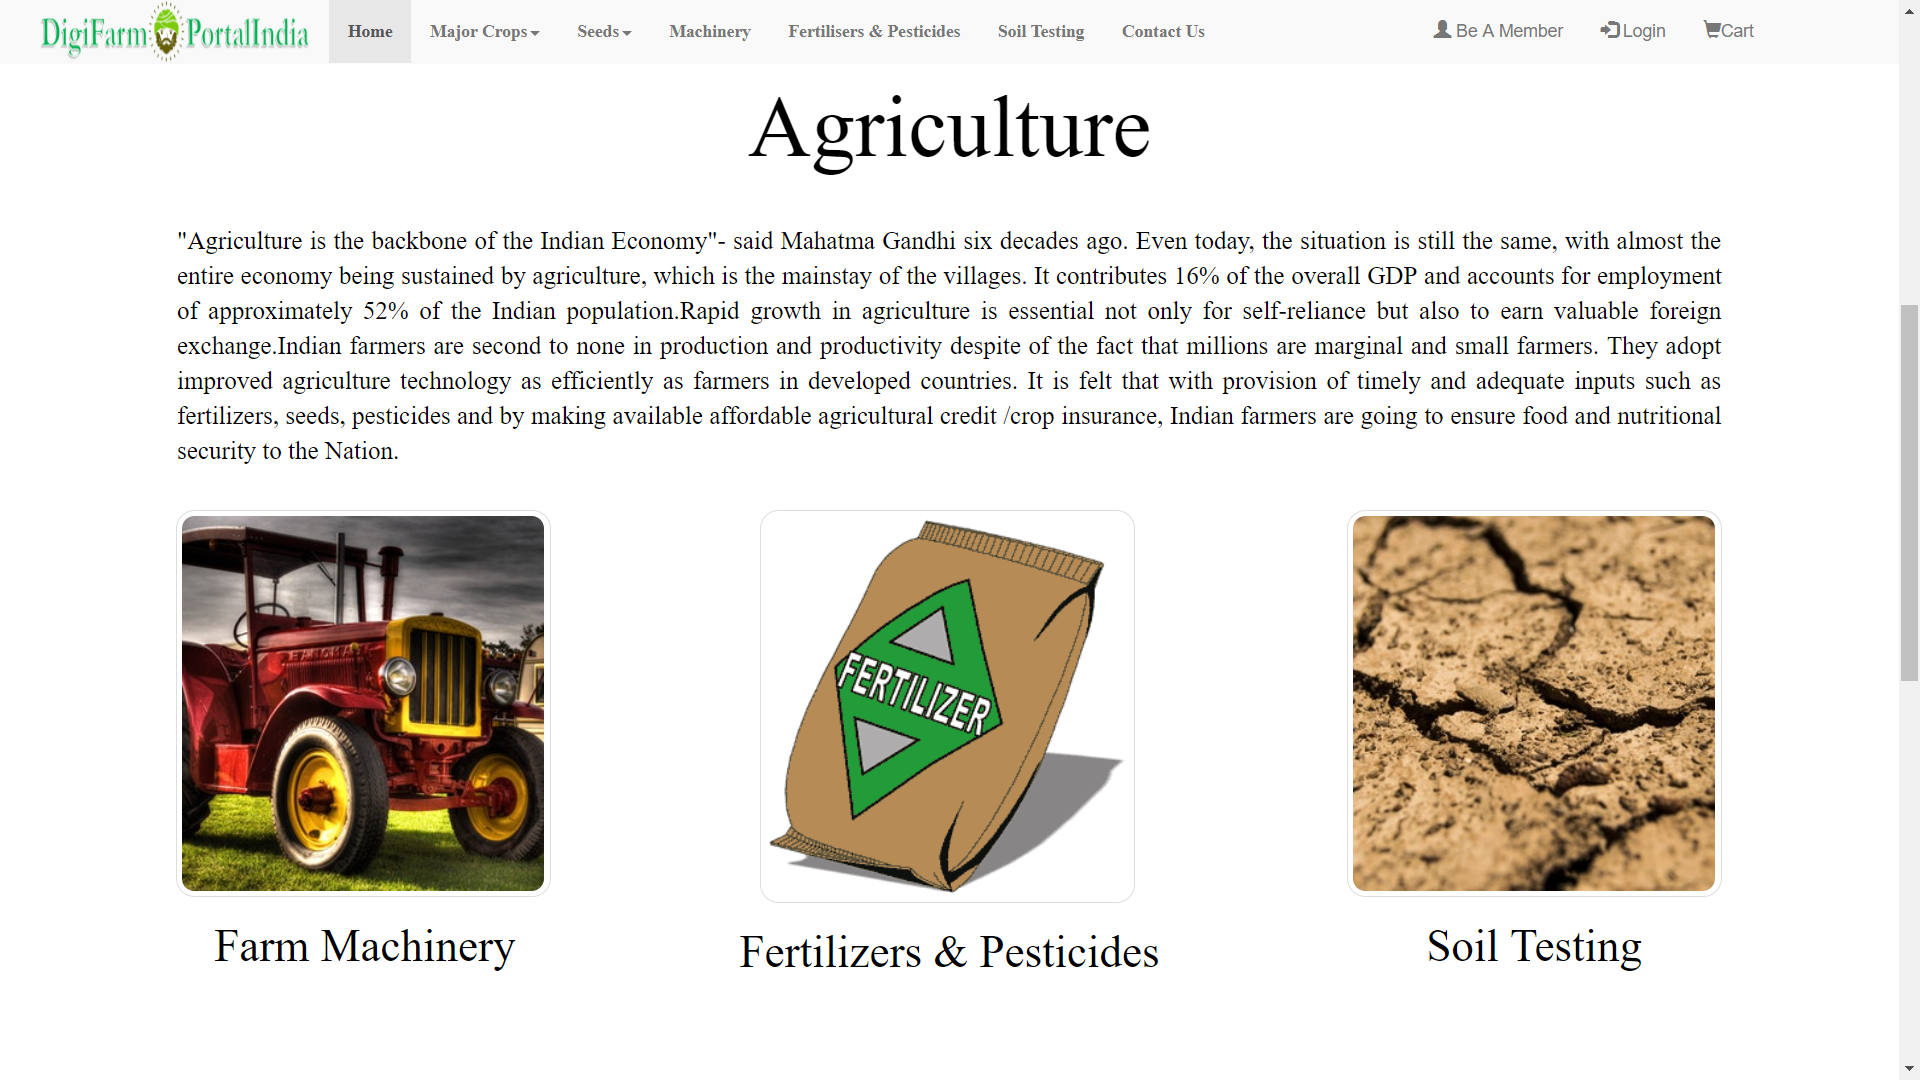 DigiFarm PortalIndia
Home
Major Crops
Seeds
Machinery
Fertilisers & Pesticides
Soil Testing
Contact Us
Be A Member
Login
Cart
Agriculture
"Agriculture is the backbone of the Indian Economy"- said Mahatma Gandhi six decades ago. Even today, the situation is still the same, with almost the
entire economy being sustained by agriculture, which is the mainstay of the villages. It contributes 16% of the overall GDP and accounts for employment
of approximately 52% of the Indian population.Rapid growth in agriculture is essential not only for self-reliance but also to earn valuable foreign
exchange.Indian farmers are second to none in production and productivity despite of the fact that millions are marginal and small farmers. They adopt
improved agriculture technology as efficiently as farmers in developed countries. It is felt that with provision of timely and adequate inputs such as
fertilizers, seeds, pesticides and by making available affordable agricultural credit /crop insurance, Indian farmers are going to ensure food and nutritional
security to the Nation.
HANOMAG
FERTILIZER
Farm Machinery
Fertilizers & Pesticides
Soil Testing